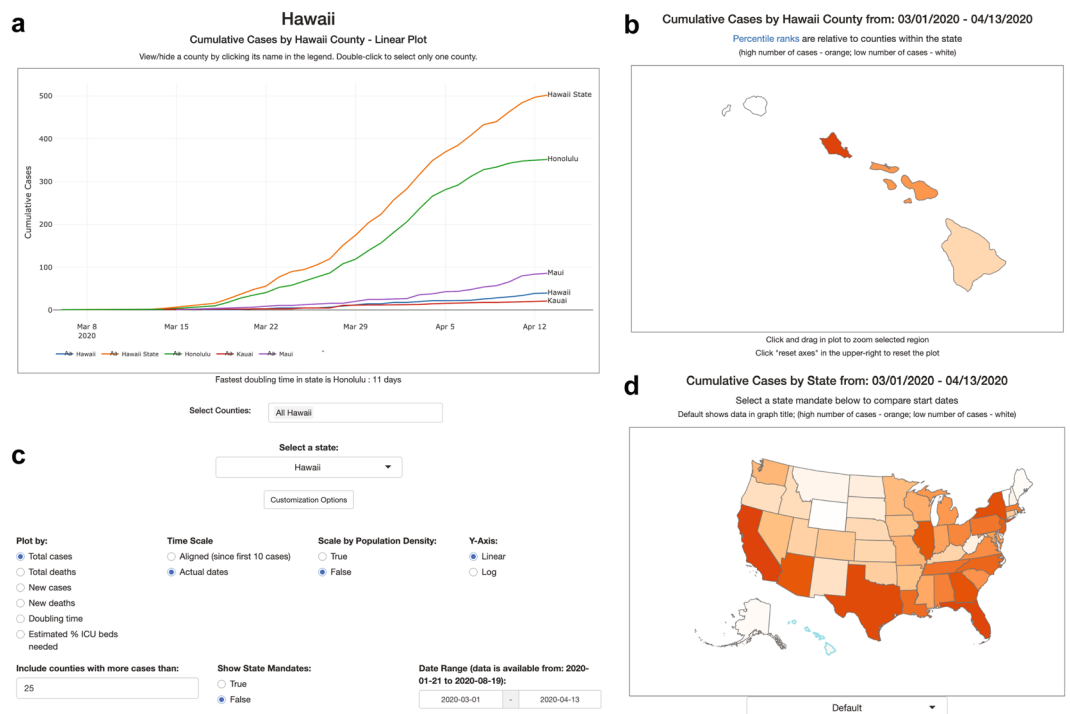 a
Hawaii
Cumulative Cases by Hawaii County - Linear Plot
View/hide a county by clicking its name in the legend. Double-click to select only one county.
500
400
300
200
100
0
Cumulative Cases
Hawaii State
Honolulu
Maui
Hawaii
Kauai
Mar 8
2020
Mar 15
Mar 22
Mar 29
Apr 5
Apr 12
Aa Hawaii
Aa Hawaii State
Aa Honolulu
Aa Kauai
Aa Maui
Fastest doubling time in state is Honolulu : 11 days
Select Counties:
All Hawaii
b
Cumulative Cases by Hawaii County from: 03/01/2020 - 04/13/2020
Percentile ranks are relative to counties within the state
(high number of cases - orange; low number of cases - white)
Click and drag in plot to zoom selected region
Click "reset axes" in the upper-right to reset the plot
c
Select a state:
Hawaii
Customization Options
Plot by:
Total cases
Total deaths
New cases
New deaths
Doubling time
Estimated % ICU beds
needed
Time Scale
Aligned (since first 10 cases)
Actual dates
Scale by Population Density:
True
False
Y-Axis:
Linear
Log
Include counties with more cases than:
25
Show State Mandates:
True
False
Date Range (data is available from: 2020-
01-21 to 2020-08-19):
2020-03-01 - 2020-04-13
d
Cumulative Cases by State from: 03/01/2020 - 04/13/2020
Select a state mandate below to compare start dates
Default shows data in graph title; (high number of cases - orange; low number of cases - white)
Default